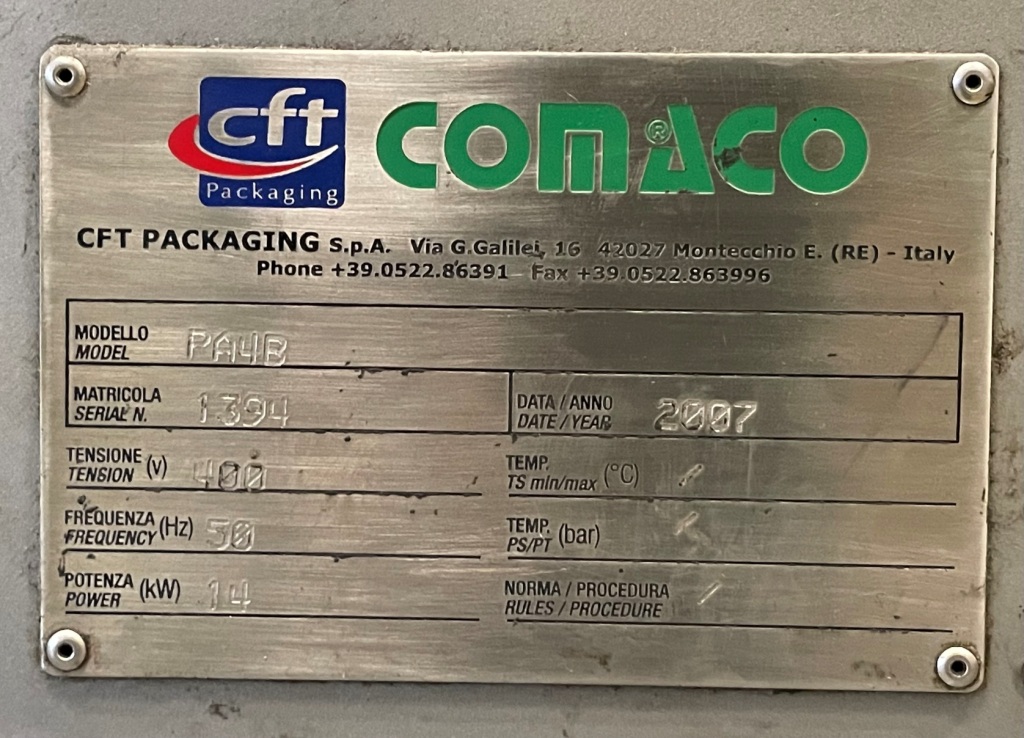 cft
Packaging
COMACO®
CFT PACKAGING S.p.A. Via G.Galilei, 16 42027 Montecchio E. (RE) - Italy
Phone +39.0522.86391 Fax +39.0522.863996
MODELLO
MODEL PA4B
MATRICOLA
SERIAL N. 1394
DATA / ANNO
DATE / YEAR 2007
TENSIONE
TENSION (V) 400
TEMP.
TS min/max (°C) /
FREQUENZA
FREQUENCY (Hz) 50
TEMP.
PS/PT (bar) /
POTENZA
POWER (kW) 14
NORMA / PROCEDURA
RULES / PROCEDURE /